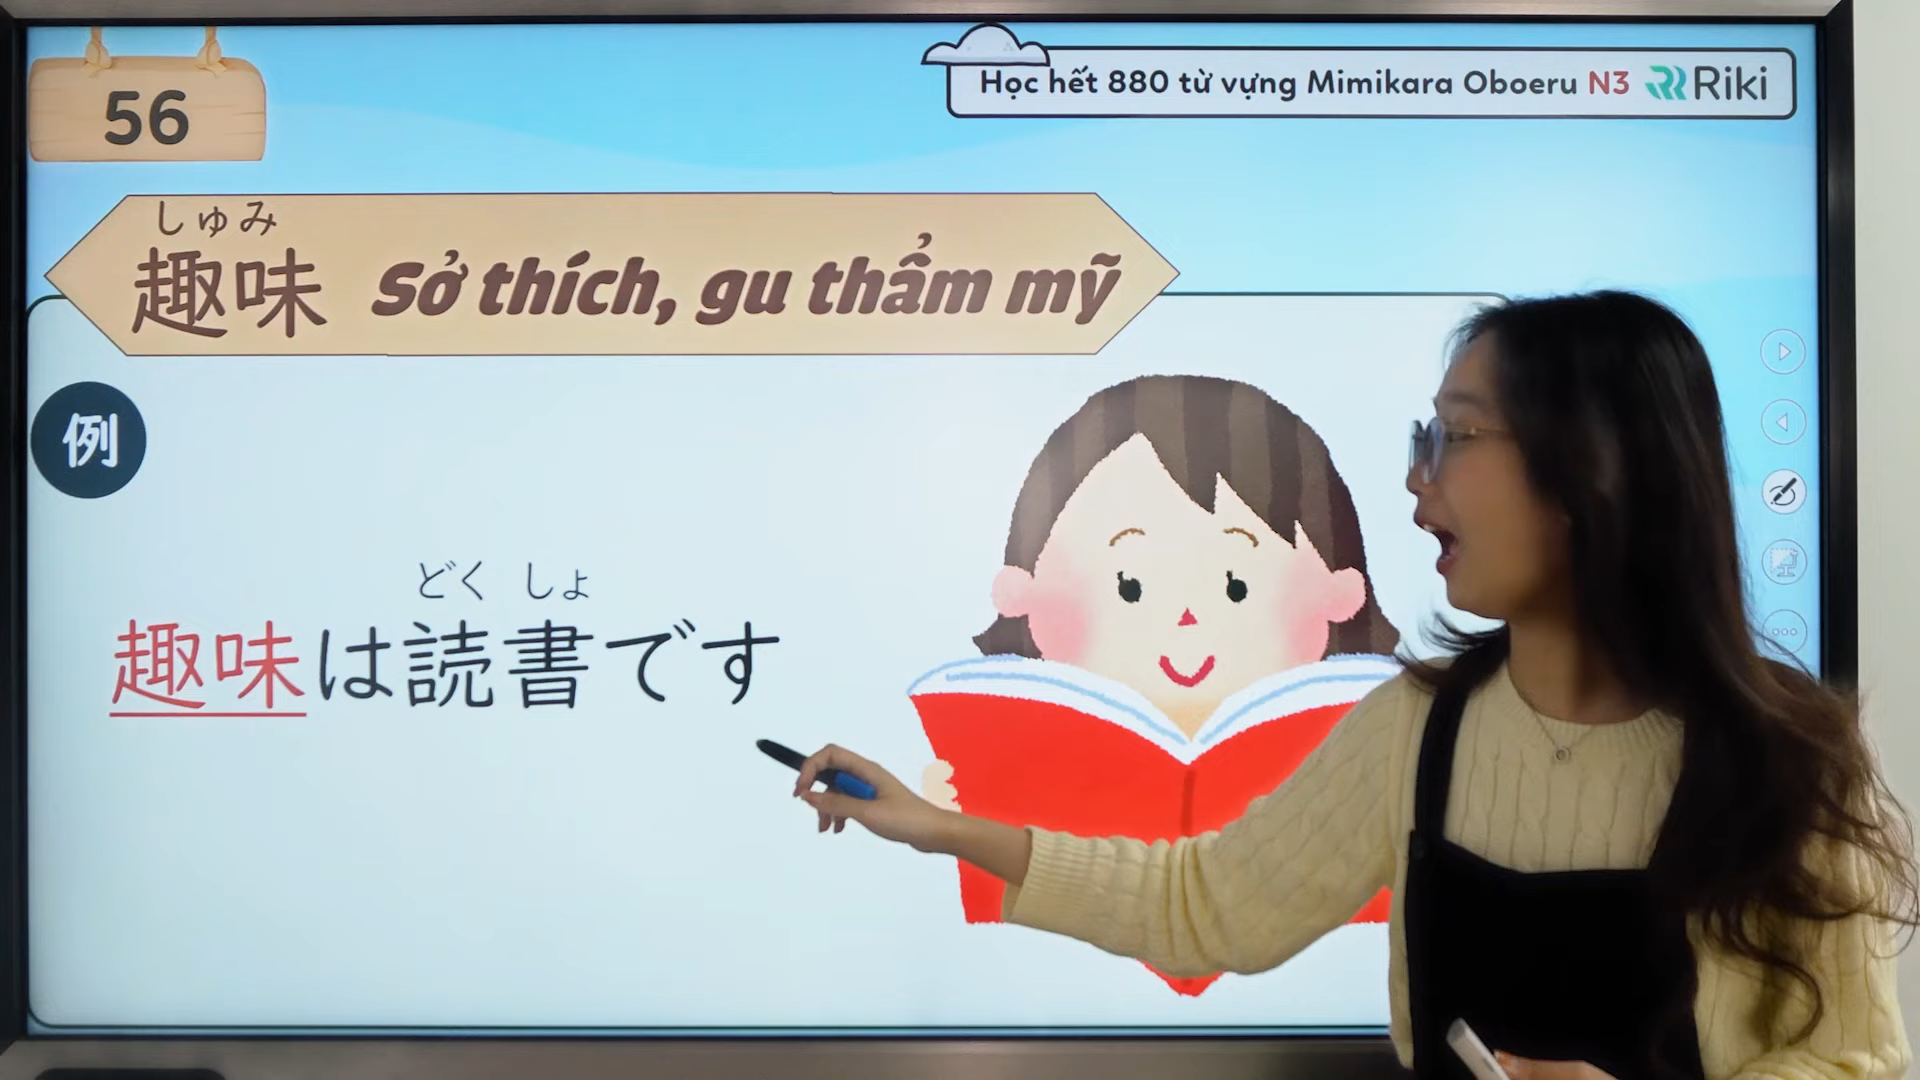 56
Học hết 880 từ vựng Mimikara Oboeru N3 Riki
しゅみ
趣味 Sở thích, gu thẩm mỹ
例
どくしょ
趣味は読書です